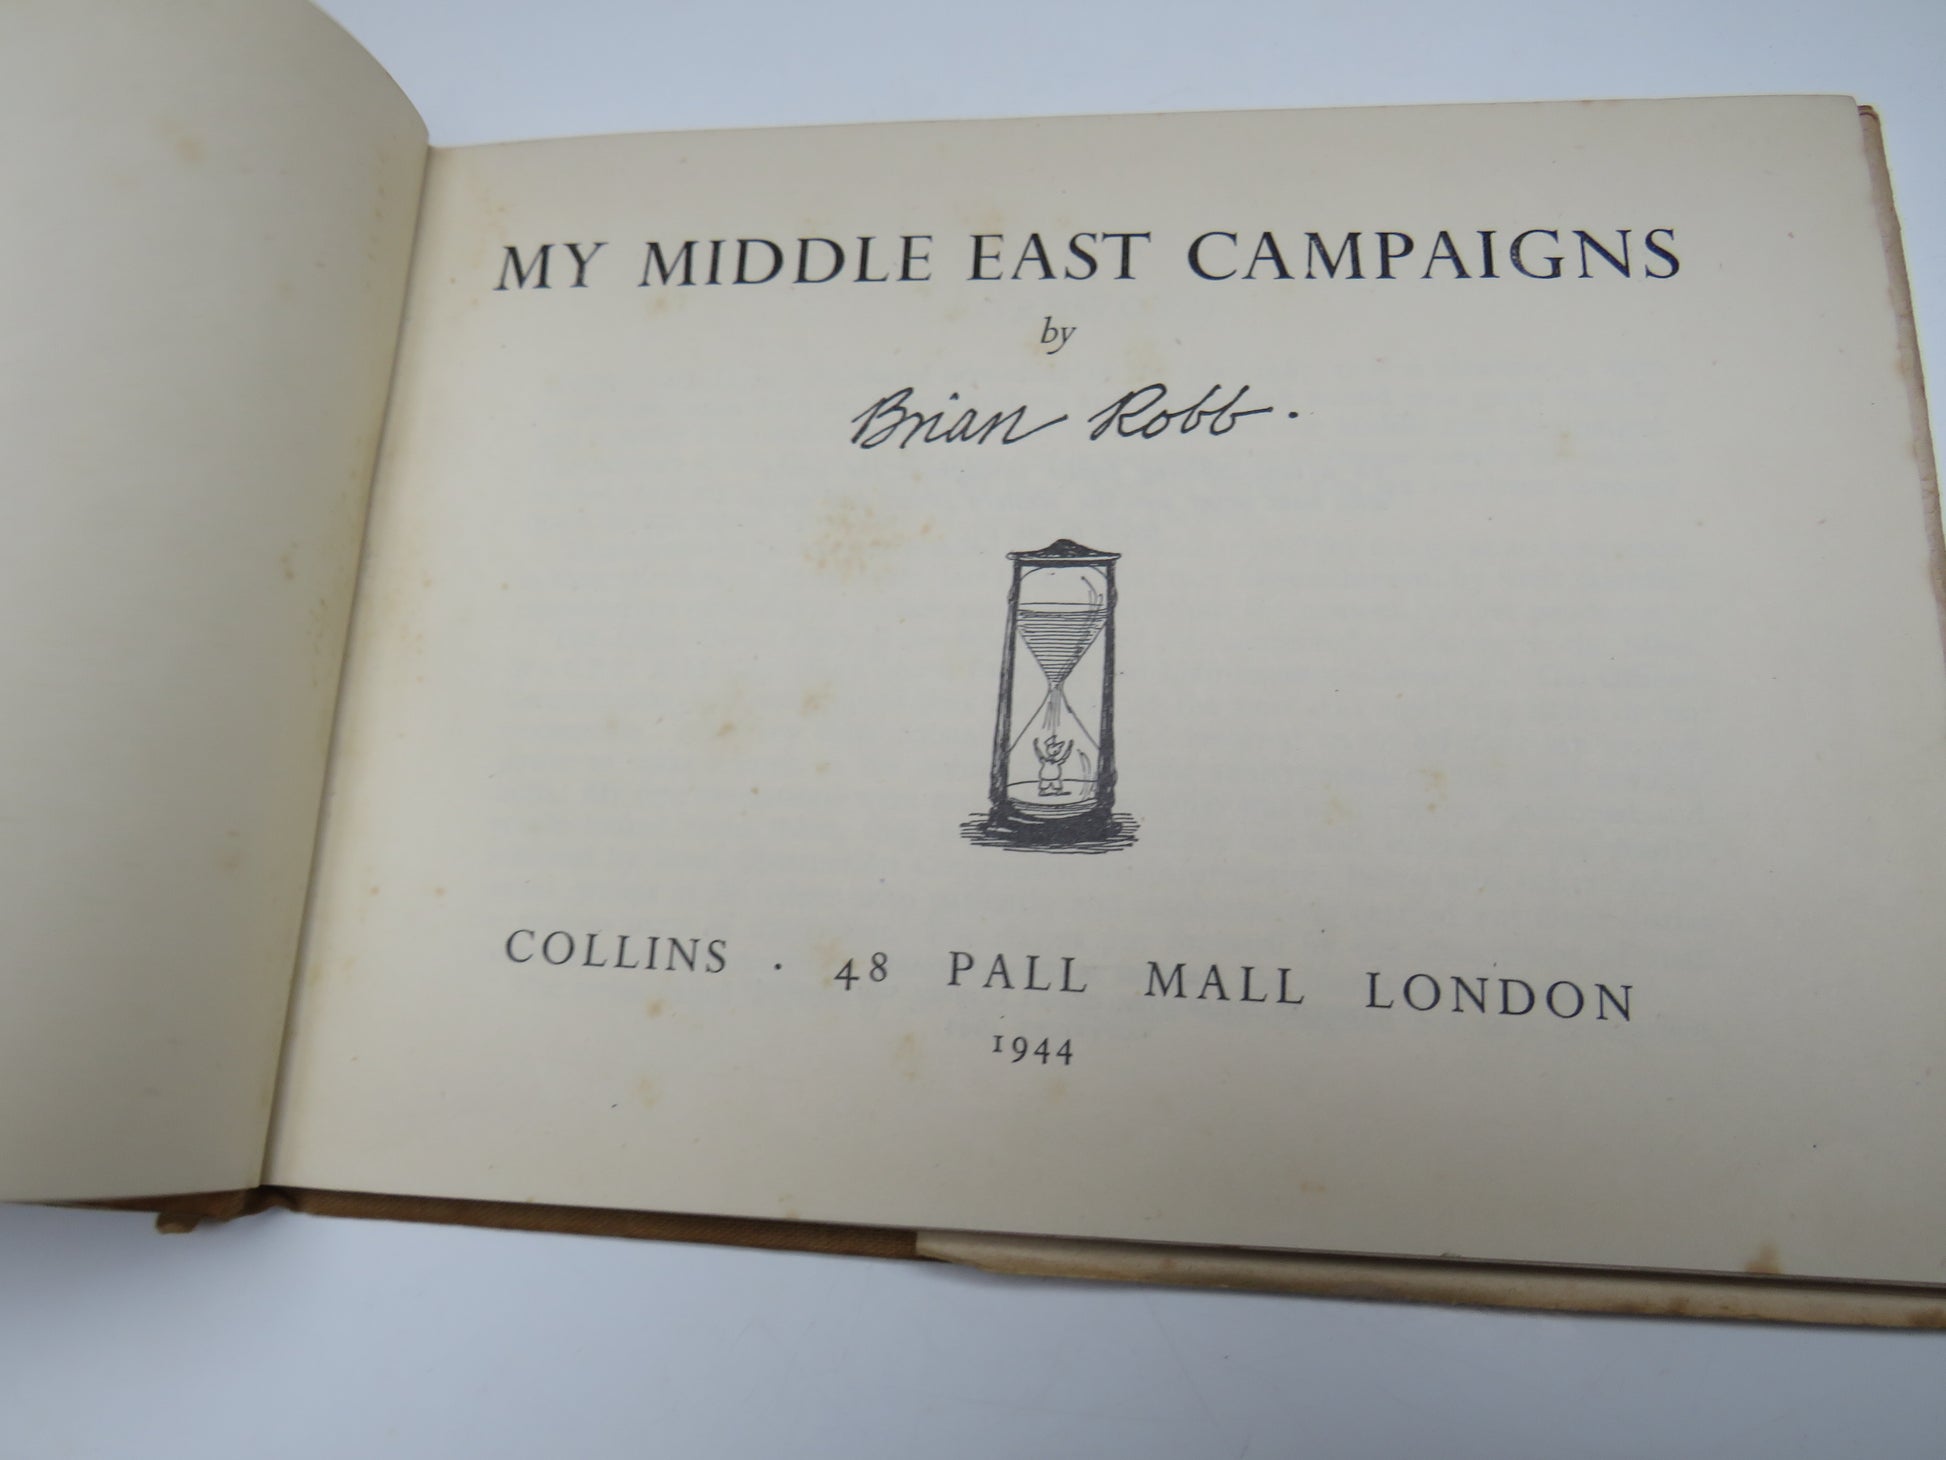 MY MIDDLE EAST CAMPAIGNS
by
Brian Robb.
COLLINS . 48 PALL MALL LONDON
1944